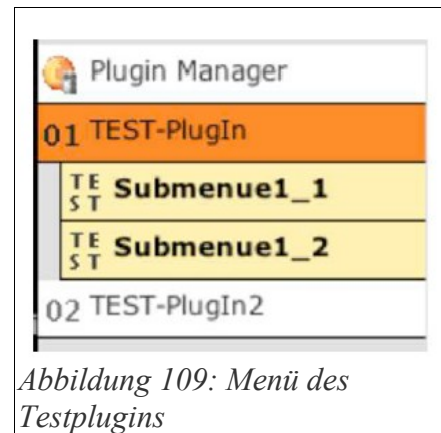 Plugin Manager
01 TEST-PlugIn
TE
ST Submenue1_1
TE
ST Submenue1_2
02 TEST-PlugIn2
Abbildung 109: Menü des
Testplugins